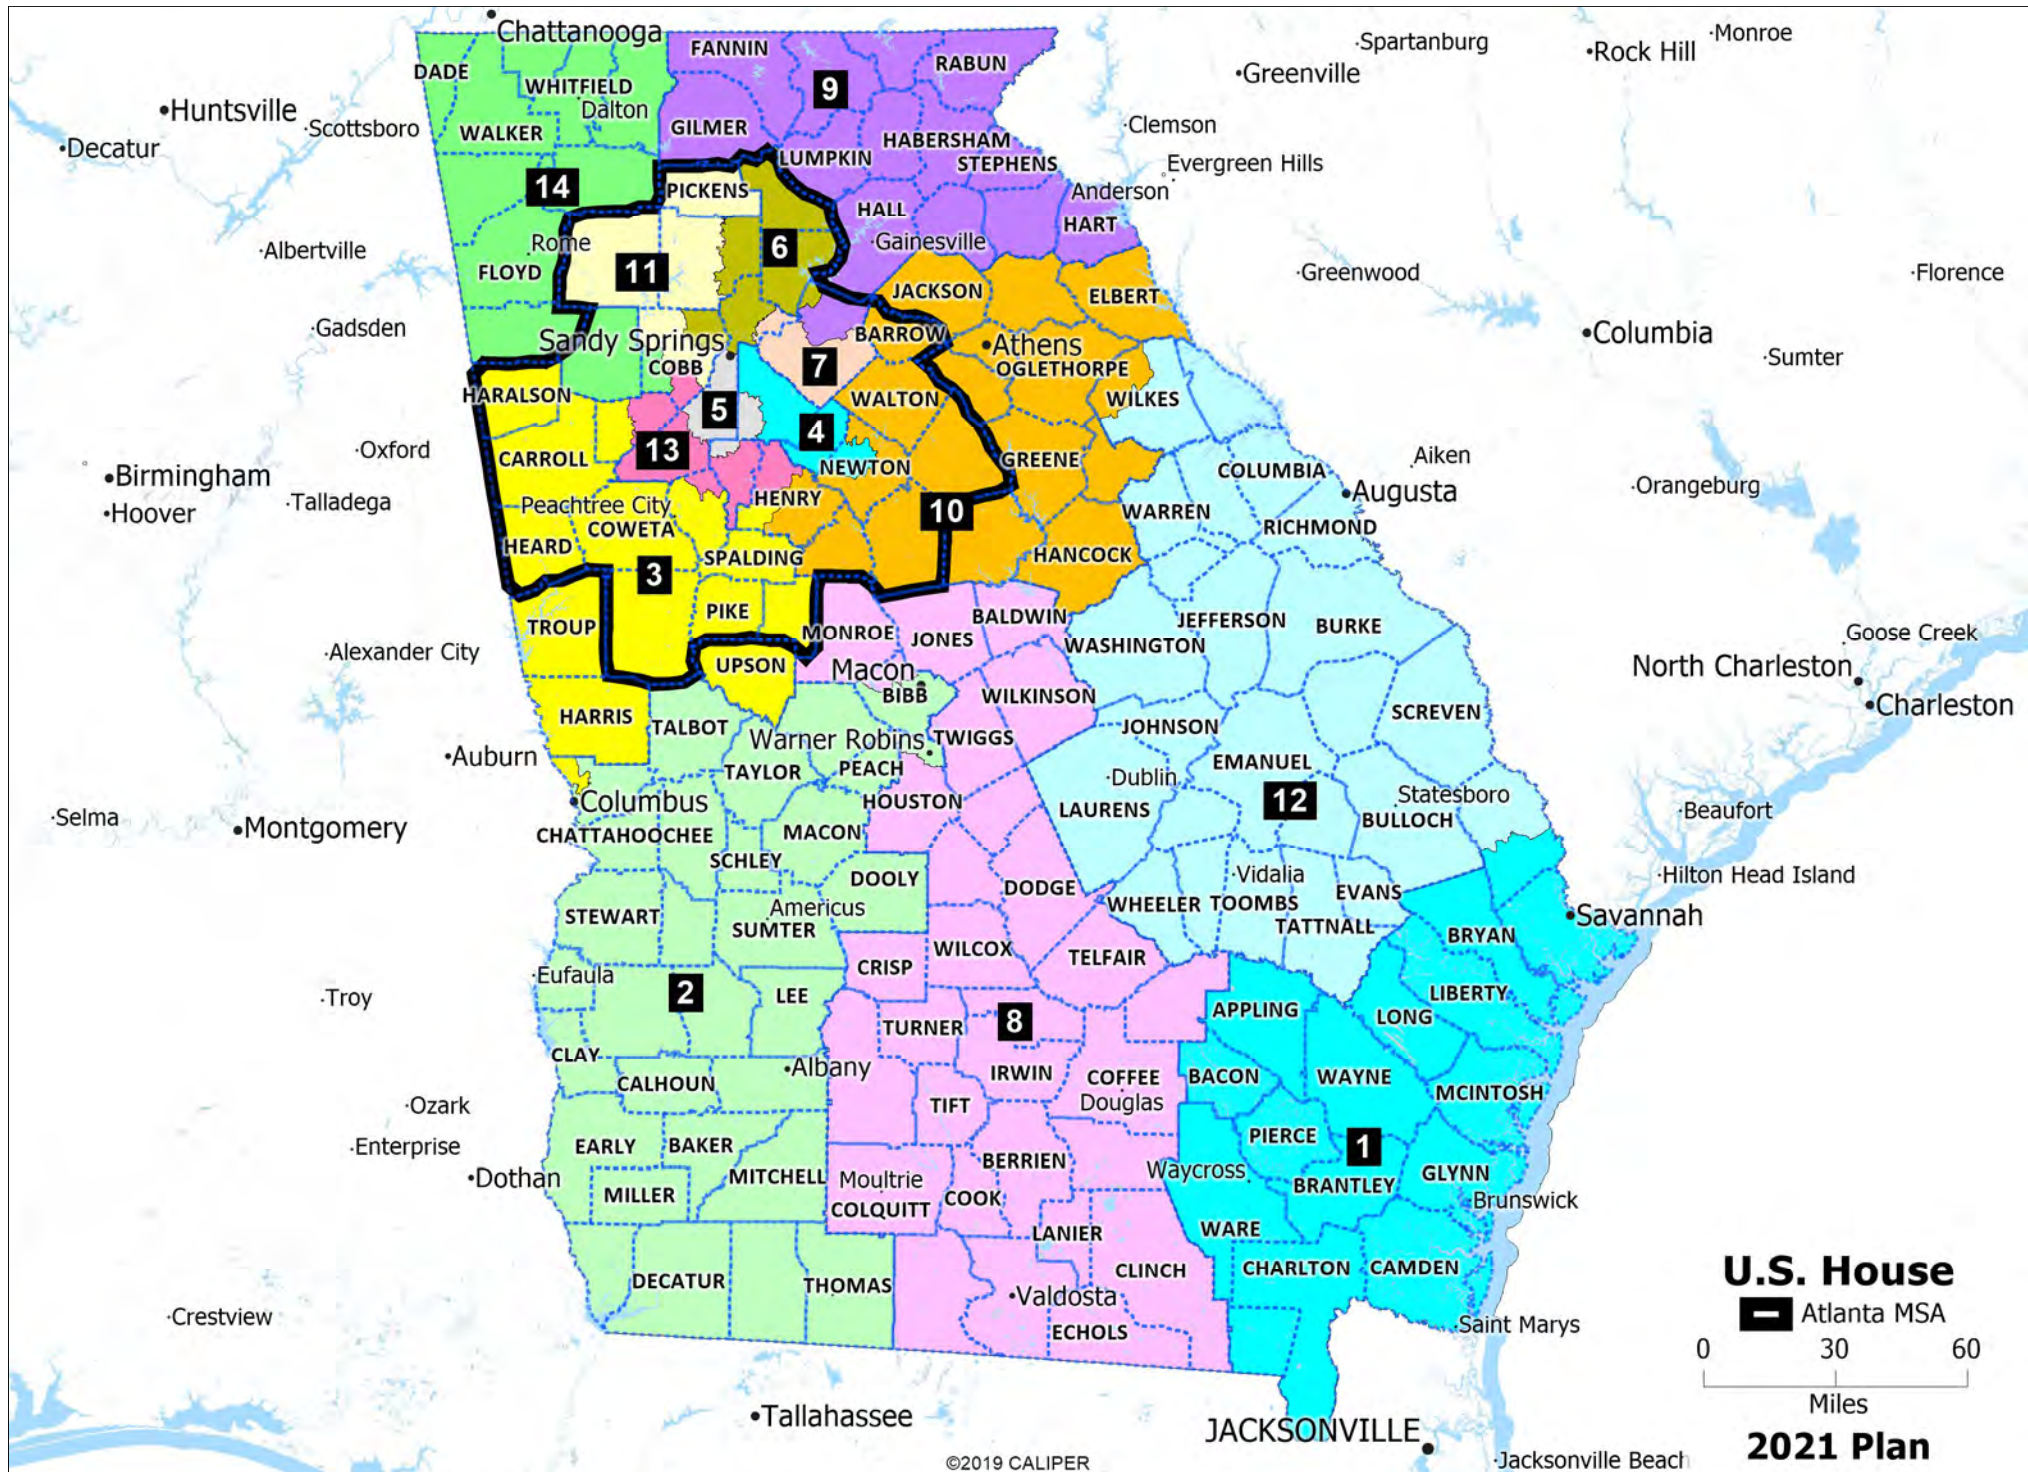 Chattanooga
Spartanburg
Monroe
Rock Hill
Greenville
FANNIN
RABUN
DADE
WHITFIELD
Dalton
9
Huntsville
Scottsboro
Decatur
WALKER
GILMER
HABERSHAM
LUMPKIN
STEPHENS
Clemson
Evergreen Hills
14
PICKENS
Anderson
HALL
HART
Albertville
Rome
FLOYD
11
6
Gainesville
Greenwood
Florence
JACKSON
ELBERT
Gadsden
Sandy Springs
BARROW
Athens
Columbia
Sumter
COBB
7
OGLETHORPE
HARALSON
WALTON
WILKES
5
4
Oxford
13
CARROLL
NEWTON
GREENE
COLUMBIA
Aiken
Birmingham
Hoover
Talladega
Peachtree City
HENRY
Augusta
Orangeburg
COWETA
10
WARREN
RICHMOND
HEARD
SPALDING
HANCOCK
3
PIKE
TROUP
MONROE
JONES
BALDWIN
JEFFERSON
BURKE
WASHINGTON
Goose Creek
Alexander City
UPSON
Macon
BIBB
WILKINSON
North Charleston
Charleston
HARRIS
TALBOT
TWIGGS
JOHNSON
SCREVEN
Auburn
Warner Robins
TAYLOR
PEACH
EMANUEL
Dublin
Selma
Montgomery
Columbus
HOUSTON
LAURENS
12
Statesboro
BULLOCH
Beaufort
CHATTAHOOCHEE
MACON
SCHLEY
DOOLY
DODGE
Vidalia
EVANS
Hilton Head Island
STEWART
Americus
SUMTER
WHEELER
TOOMBS
TATTNALL
Savannah
WILCOX
BRYAN
CRISP
TELFAIR
Eufaula
Troy
2
LEE
LIBERTY
APPLING
LONG
TURNER
8
CLAY
Albany
CALHOUN
IRWIN
COFFEE
Douglas
BACON
WAYNE
MCINTOSH
Ozark
TIFT
Enterprise
EARLY
BAKER
PIERCE
1
BERRIEN
Waycross
Dothan
MITCHELL
Moultrie
COLQUITT
COOK
BRANTLEY
GLYNN
Brunswick
MILLER
LANIER
WARE
CLINCH
CHARLTON
CAMDEN
DECATUR
THOMAS
Valdosta
ECHOLS
Saint Marys
Crestview
Tallahassee
JACKSONVILLE
Jacksonville Beach
U.S. House
Atlanta MSA
0 30 60
Miles
2021 Plan
©2019 CALIPER